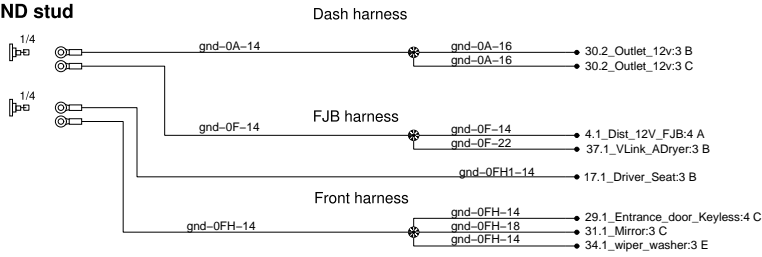 ND stud
Dash harness
1/4
gnd-0A-14
gnd-0A-16
30.2_Outlet_12v:3 B
gnd-0A-16
30.2_Outlet_12v:3 C
1/4
FJB harness
gnd-0F-14
gnd-0F-14
4.1_Dist_12V_FJB:4 A
gnd-0F-22
37.1_VLink_ADryer:3 B
gnd-0FH1-14
17.1_Driver_Seat:3 B
Front harness
gnd-0FH-14
gnd-0FH-14
29.1_Entrance_door_Keyless:4 C
gnd-0FH-18
31.1_Mirror:3 C
gnd-0FH-14
34.1_wiper_washer:3 E